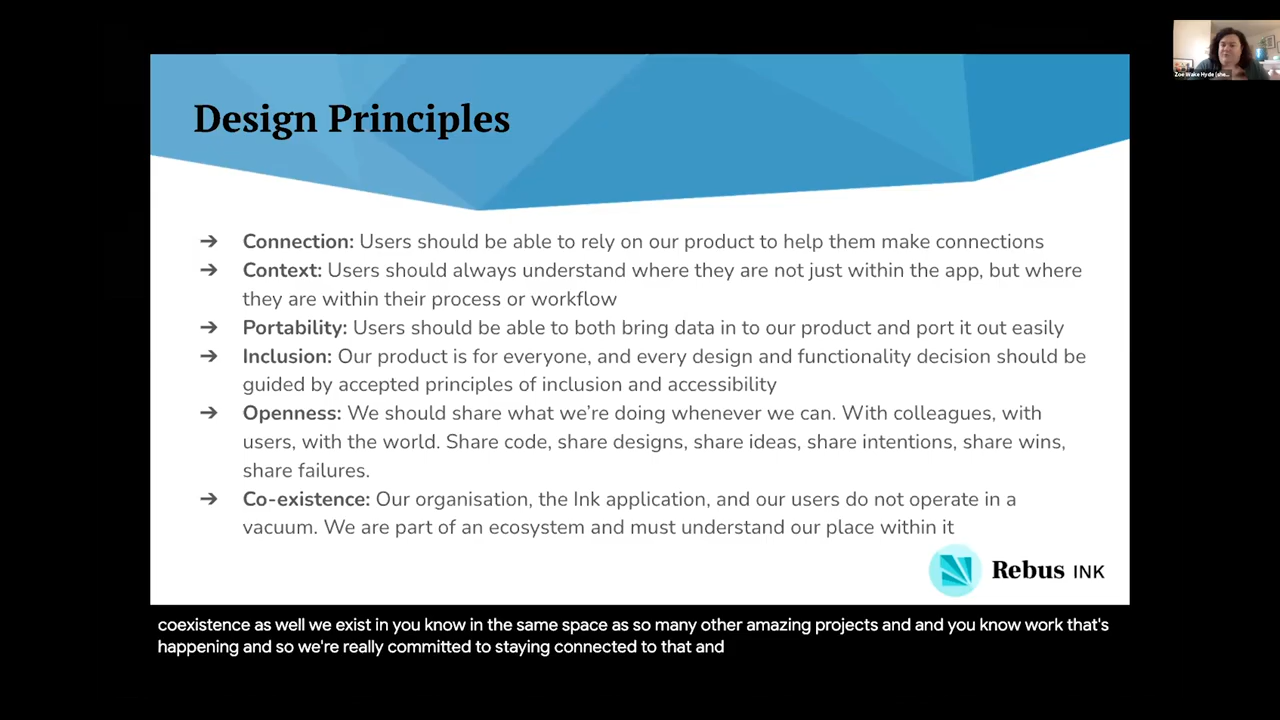 Zoe Wake Hyde (she...
Design Principles
➔ Connection: Users should be able to rely on our product to help them make connections
➔ Context: Users should always understand where they are not just within the app, but where
they are within their process or workflow
➔ Portability: Users should be able to both bring data in to our product and port it out easily
➔ Inclusion: Our product is for everyone, and every design and functionality decision should be
guided by accepted principles of inclusion and accessibility
➔ Openness: We should share what we’re doing whenever we can. With colleagues, with
users, with the world. Share code, share designs, share ideas, share intentions, share wins,
share failures.
➔ Co-existence: Our organisation, the Ink application, and our users do not operate in a
vacuum. We are part of an ecosystem and must understand our place within it
Rebus INK
coexistence as well we exist in you know in the same space as so many other amazing projects and and you know work that's
happening and so we're really committed to staying connected to that and